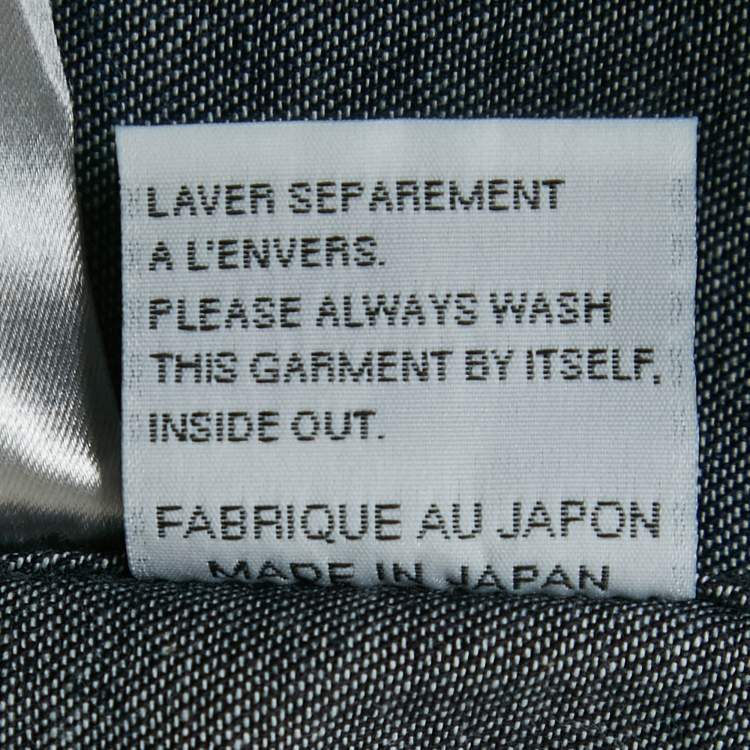 LAVER SEPAREMENT
A L'ENVERS.
PLEASE ALWAYS WASH
THIS GARMENT BY ITSELF,
INSIDE OUT.
FABRIQUE AU JAPON
MADE IN JAPAN